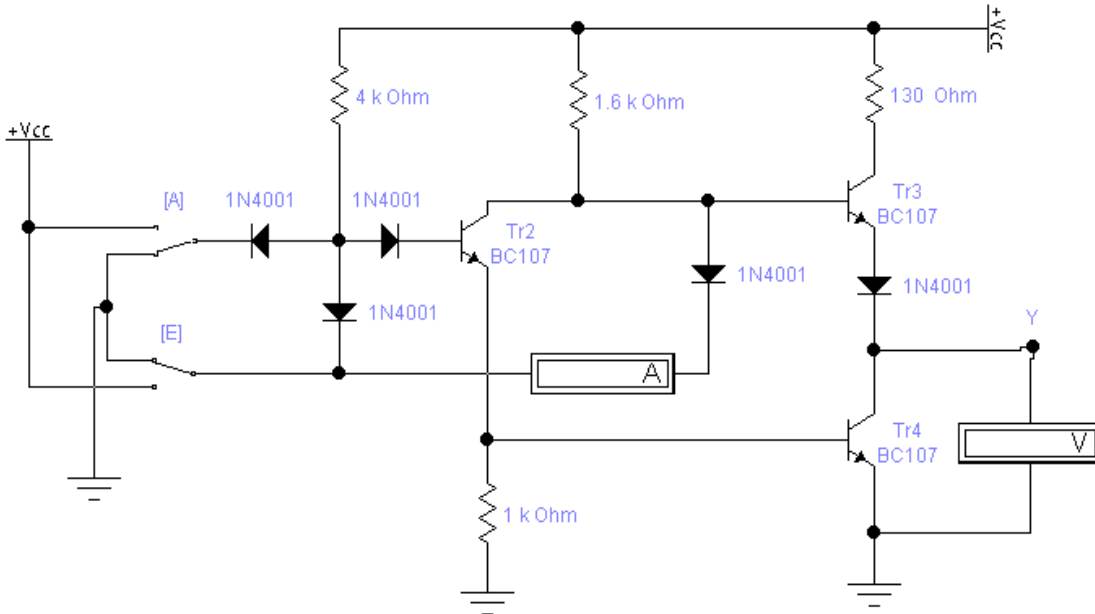 +Vcc
4 k Ohm
1.6 k Ohm
130 Ohm
+Vcc
[A]
1N4001
1N4001
Tr2
BC107
Tr3
BC107
1N4001
1N4001
1N4001
[E]
Y
A
Tr4
BC107
V
1 k Ohm